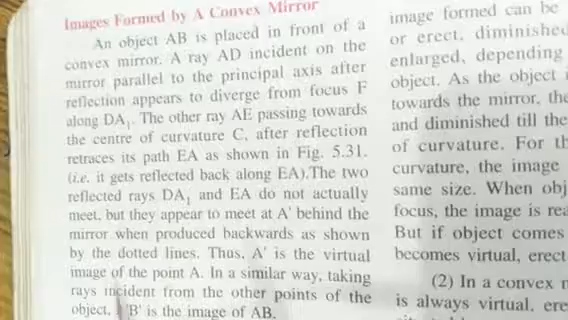 Images Formed by A Convex Mirror
An object AB is placed in front of a
convex mirror. A ray AD incident on the
mirror parallel to the principal axis after
reflection appears to diverge from focus F
along DA₁. The other ray AE passing towards
the centre of curvature C, after reflection
retraces its path EA as shown in Fig. 5.31.
(i.e. it gets reflected back along EA).The two
reflected rays DA₁ and EA do not actually
meet, but they appear to meet at A' behind the
mirror when produced backwards as shown
by the dotted lines. Thus, A' is the virtual
image of the point A. In a similar way, taking
rays incident from the other points of the
object, 'B' is the image of AB.
image formed can be
or erect, diminished
enlarged, depending
object. As the object
towards the mirror, the
and diminished till the
of curvature. For th
curvature, the image
same size. When obj
focus, the image is rea
But if object comes
becomes virtual, erect
(2) In a convex
is always virtual, ere